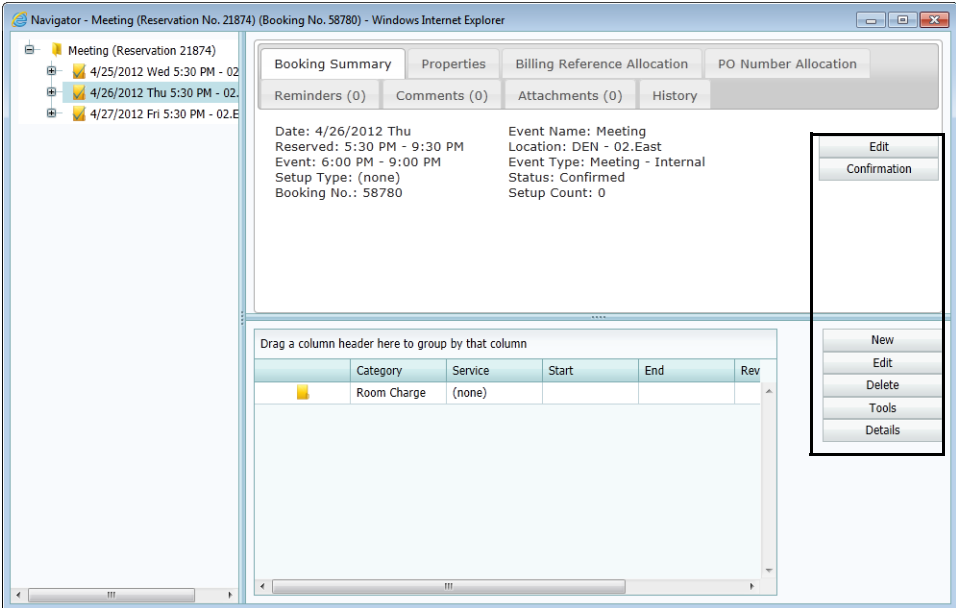 Navigator - Meeting (Reservation No. 21874) (Booking No. 58780) - Windows Internet Explorer
Meeting (Reservation 21874)
4/25/2012 Wed 5:30 PM - 02
4/26/2012 Thu 5:30 PM - 02.
4/27/2012 Fri 5:30 PM - 02.E
Booking Summary Properties Billing Reference Allocation PO Number Allocation
Reminders (0) Comments (0) Attachments (0) History
Date: 4/26/2012 Thu
Reserved: 5:30 PM - 9:30 PM
Event: 6:00 PM - 9:00 PM
Setup Type: (none)
Booking No.: 58780
Event Name: Meeting
Location: DEN - 02.East
Event Type: Meeting - Internal
Status: Confirmed
Setup Count: 0
Edit
Confirmation
Drag a column header here to group by that column
Category Service Start End Rev
Room Charge (none)
New
Edit
Delete
Tools
Details